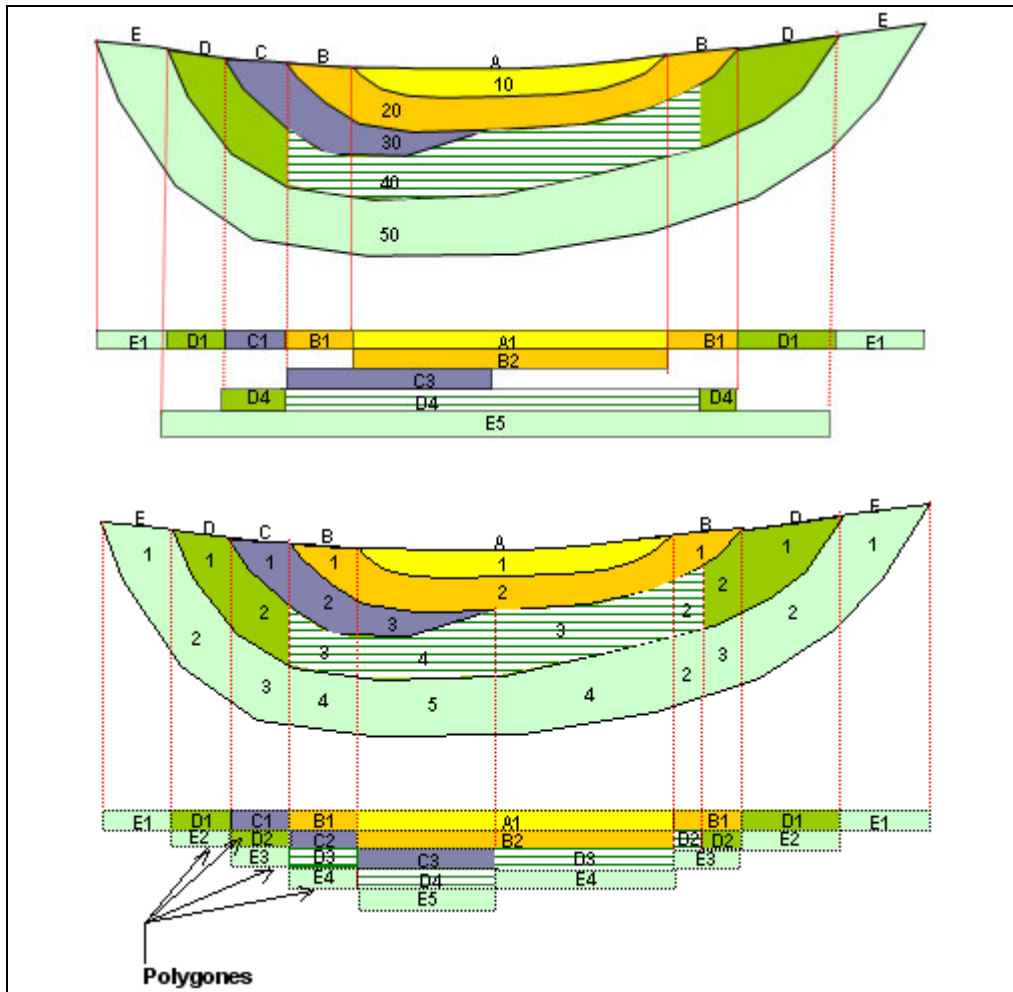 E D C B A B D E
10
20
30
40
50
E1 D1 C1 B1 A1 B1 D1 E1
B2
C3
D4 D4 D4
E5
E D C B A B D E
1 1 1 1 1 1 1 1
2 2 2 2 2 2 2 2
3 3 3 4 3 3
4 5 4 2
E1 D1 C1 B1 A1 B1 D1 E1
E2 D2 C2 B2 D2 D2 E2
E3 D3 C3 D3 E3
E4 D4 E4
E5
Polygones